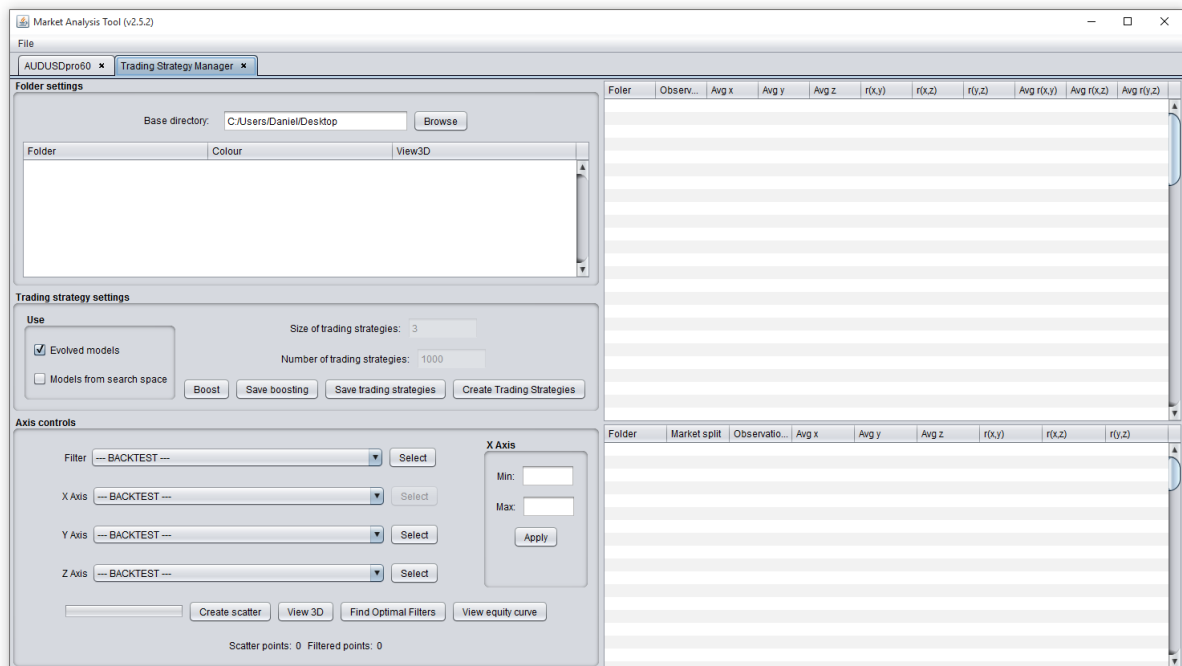 Market Analysis Tool (v2.5.2)
File
AUDUSDpro60
Trading Strategy Manager
Folder settings
Base directory: C:/Users/Daniel/Desktop Browse
Folder Colour View3D
Trading strategy settings
Use
Evolved models
Models from search space
Size of trading strategies: 3
Number of trading strategies: 1000
Boost Save boosting Save trading strategies Create Trading Strategies
Axis controls
Filter --- BACKTEST --- Select
X Axis --- BACKTEST --- Select
Y Axis --- BACKTEST --- Select
Z Axis --- BACKTEST --- Select
X Axis
Min:
Max:
Apply
Create scatter View 3D Find Optimal Filters View equity curve
Scatter points: 0 Filtered points: 0
Foler Observ... Avg x Avg y Avg z r(x,y) r(x,z) r(y,z) Avg r(x,y) Avg r(x,z) Avg r(y,z)
Folder Market split Observatio... Avg x Avg y Avg z r(x,y) r(x,z) r(y,z)